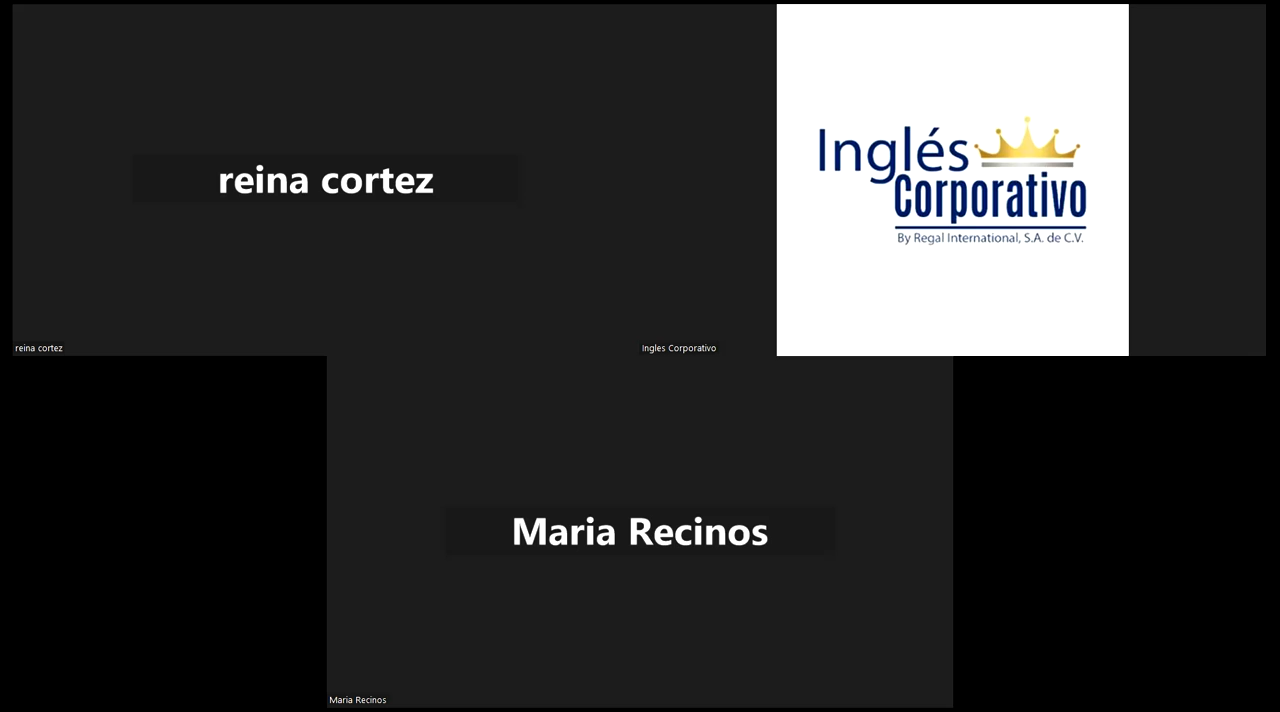 reina cortez
reina cortez
Inglés
Corporativo
By Regal International, S.A. de C.V.
Ingles Corporativo
Maria Recinos
Maria Recinos